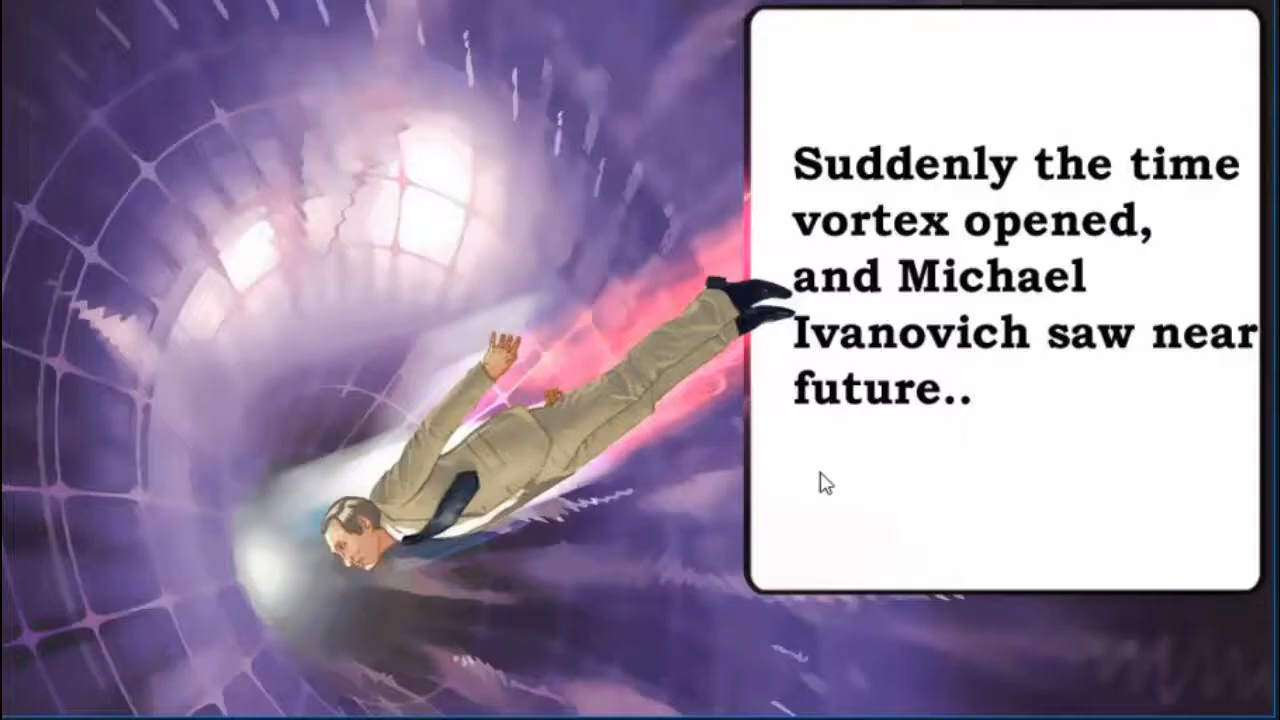 Suddenly the time
vortex opened,
and Michael
Ivanovich saw near
future..